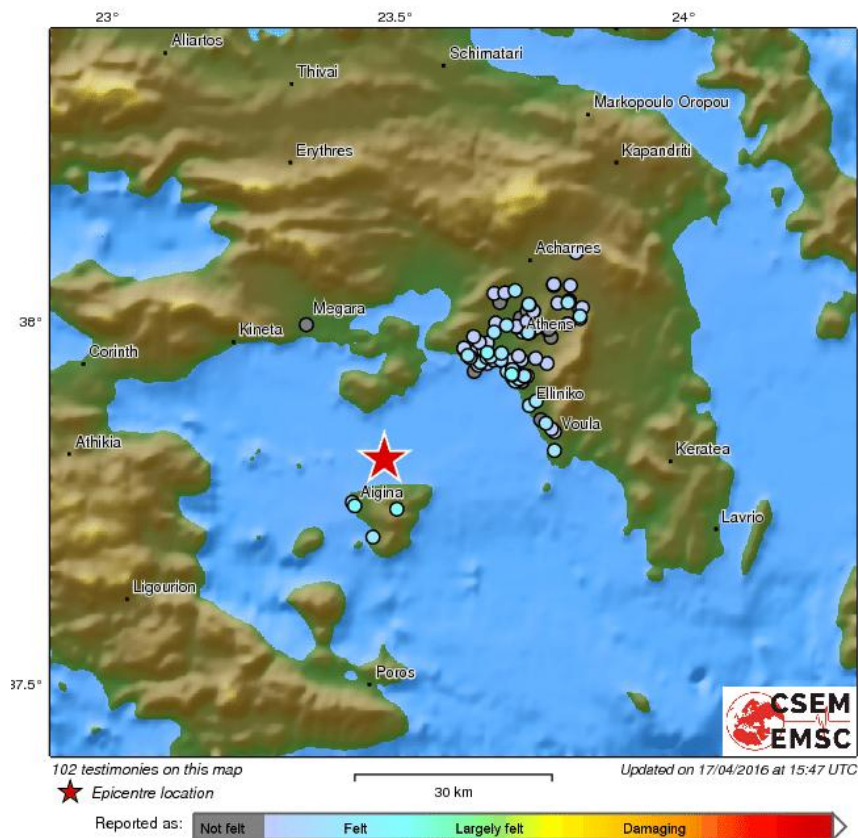 23° 23.5° 24°
Aliartos
Schimatari
Thivai
Markopoulo Oropou
Erythres
Kapandriti
Acharnes
Megara
38°
Athens
Kineta
Corinth
Elliniko
Voula
Athikia
Keratea
Aigina
Lavrio
Ligourion
Poros
37.5°
CSEM
EMSC
102 testimonies on this map
Updated on 17/04/2016 at 15:47 UTC
Epicentre location
30 km
Reported as: Not felt Felt Largely felt Damaging